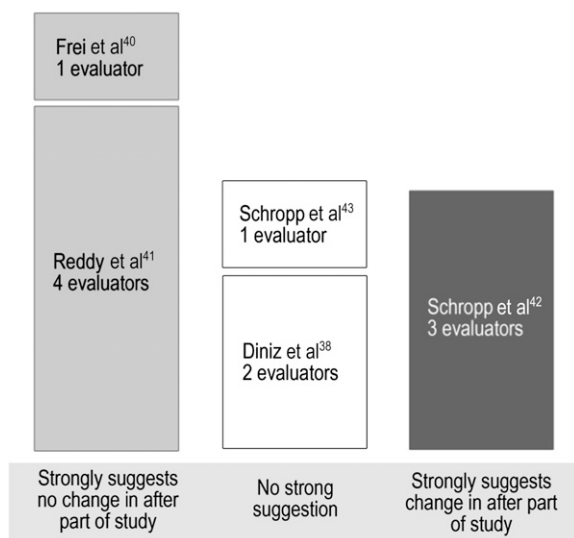 Frei et al40
1 evaluator
Reddy et al41
4 evaluators
Strongly suggests
no change in after
part of study
Schropp et al43
1 evaluator
Diniz et al38
2 evaluators
No strong
suggestion
Schropp et al42
3 evaluators
Strongly suggests
change in after part
of study